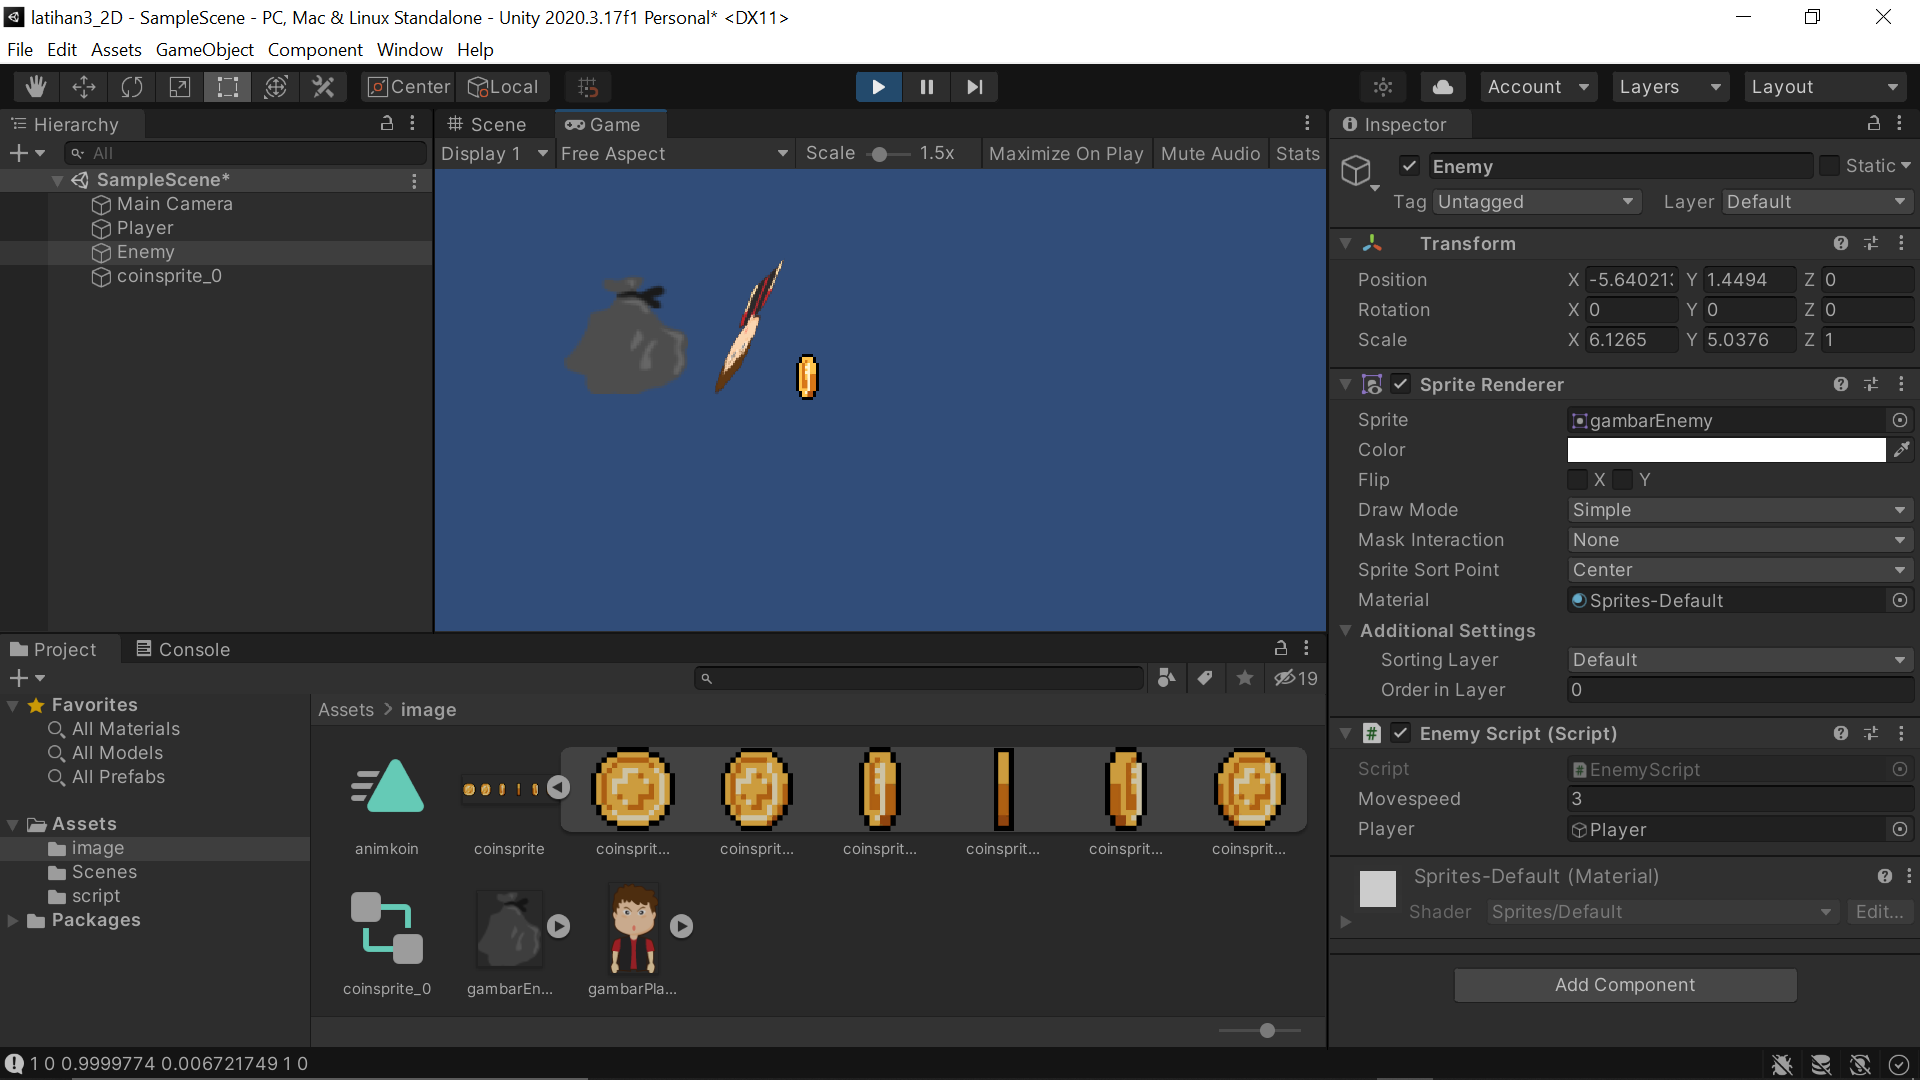 latihan3_2D - SampleScene - PC, Mac & Linux Standalone - Unity 2020.3.17f1 Personal* <DX11>
File Edit Assets GameObject Component Window Help
Center Local Account Layers Layout
Hierarchy
All
SampleScene*
Main Camera
Player
Enemy
coinsprite_0
Scene Game
Display 1 Free Aspect Scale 1.5x Maximize On Play Mute Audio Stats
Inspector
Enemy Static
Tag Untagged Layer Default
Transform
Position X -5.64021 Y 1.4494 Z 0
Rotation X 0 Y 0 Z 0
Scale X 6.1265 Y 5.0376 Z 1
Sprite Renderer
Sprite gambarEnemy
Color
Flip X Y
Draw Mode Simple
Mask Interaction None
Sprite Sort Point Center
Material Sprites-Default
Additional Settings
Sorting Layer Default
Order in Layer 0
# Enemy Script (Script)
Script EnemyScript
Movespeed 3
Player Player
Sprites-Default (Material)
Shader Sprites/Default Edit...
Add Component
Project Console
19
Favorites
All Materials
All Models
All Prefabs
Assets
image
Scenes
script
Packages
Assets > image
animkoin coinsprite coinsprit... coinsprit... coinsprit... coinsprit... coinsprit... coinsprit...
coinsprite_0 gambarEn... gambarPla...
1 0 0.9999774 0.006721749 1 0